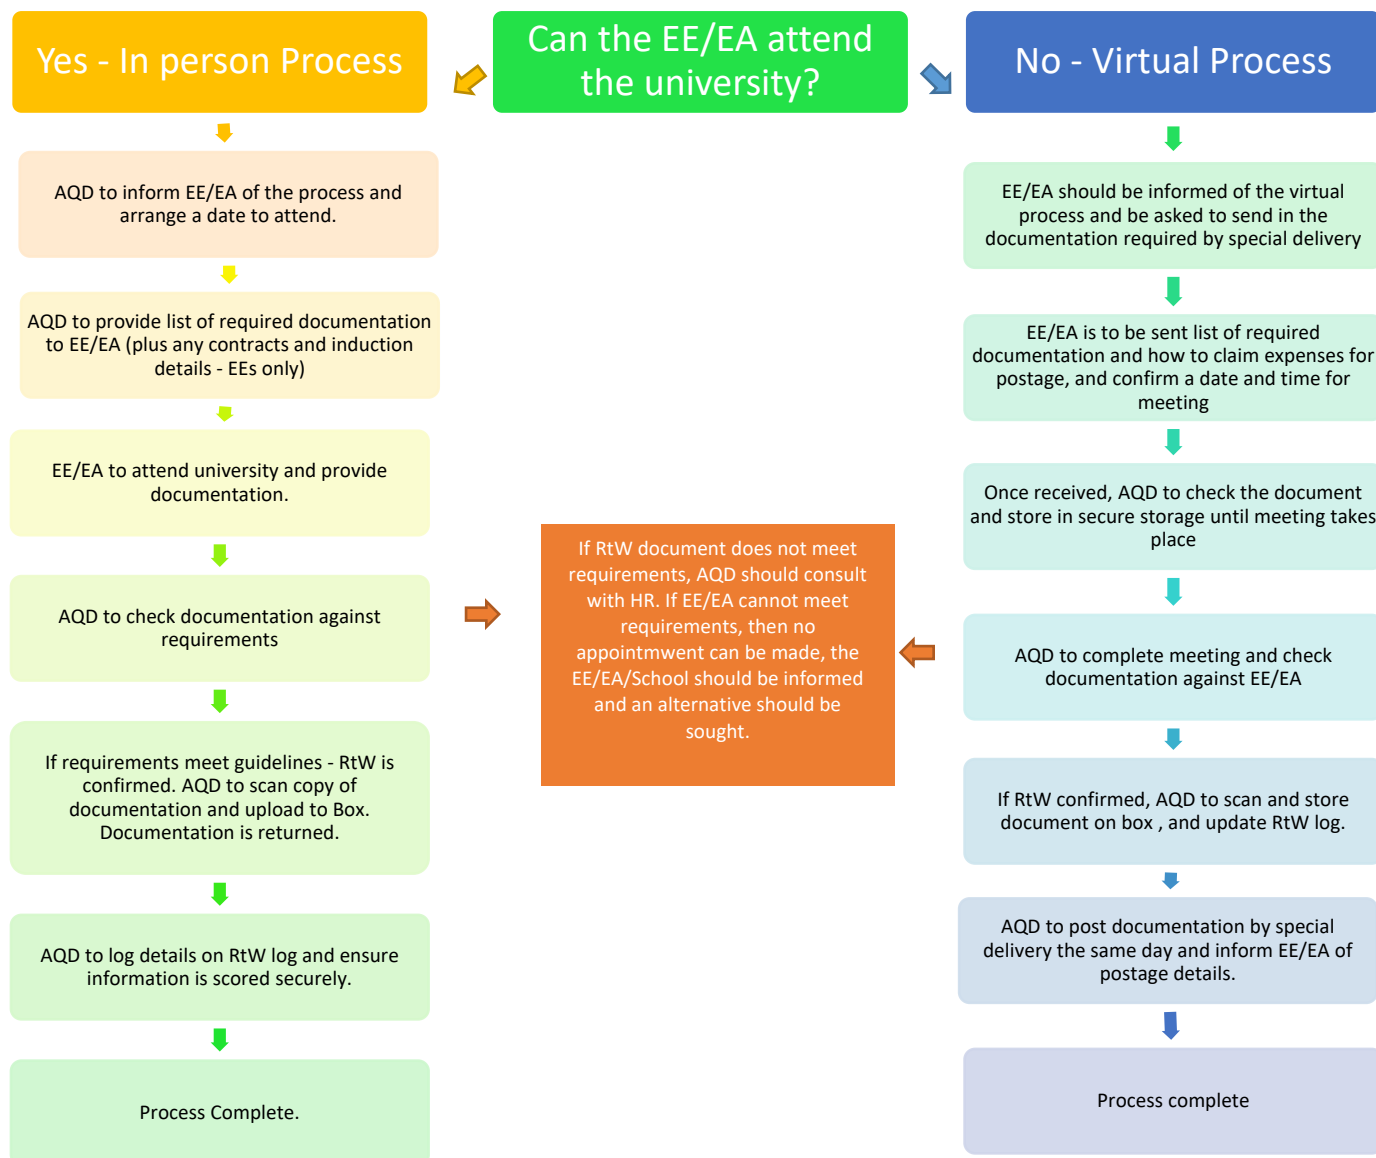 Can the EE/EA attend
the university?
Yes - In person Process
AQD to inform EE/EA of the process and
arrange a date to attend.
AQD to provide list of required documentation
to EE/EA (plus any contracts and induction
details - EEs only)
EE/EA to attend university and provide
documentation.
AQD to check documentation against
requirements
If requirements meet guidelines - RtW is
confirmed. AQD to scan copy of
documentation and upload to Box.
Documentation is returned.
AQD to log details on RtW log and ensure
information is scored securely.
Process Complete.
If RtW document does not meet
requirements, AQD should consult
with HR. If EE/EA cannot meet
requirements, then no
appointmwent can be made, the
EE/EA/School should be informed
and an alternative should be
sought.
No - Virtual Process
EE/EA should be informed of the virtual
process and be asked to send in the
documentation required by special delivery
EE/EA is to be sent list of required
documentation and how to claim expenses for
postage, and confirm a date and time for
meeting
Once received, AQD to check the document
and store in secure storage until meeting takes
place
AQD to complete meeting and check
documentation against EE/EA
If RtW confirmed, AQD to scan and store
document on box , and update RtW log.
AQD to post documentation by special
delivery the same day and inform EE/EA of
postage details.
Process complete